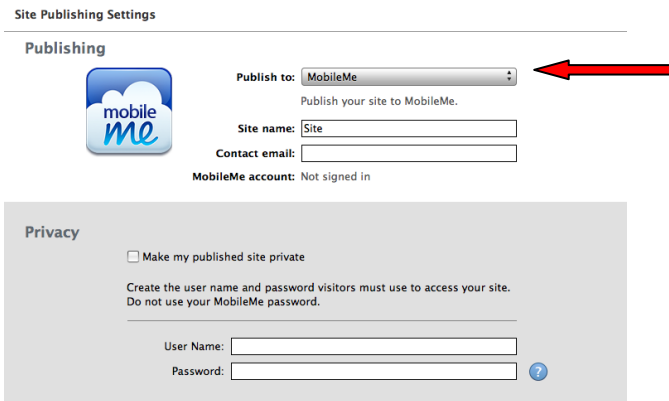 Site Publishing Settings
Publishing
mobile
me
Publish to: MobileMe
Publish your site to MobileMe.
Site name: Site
Contact email:
MobileMe account: Not signed in
Privacy
Make my published site private
Create the user name and password visitors must use to access your site.
Do not use your MobileMe password.
User Name:
Password:
?